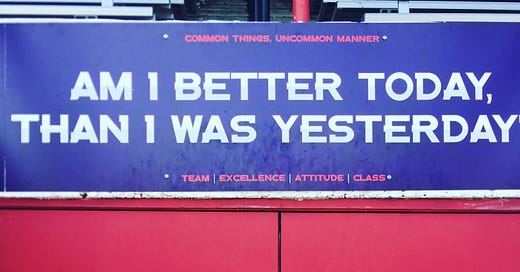 COMMON THINGS, UNCOMMON MANNER
AM I BETTER TODAY,
THAN I WAS YESTERDAY
TEAM | EXCELLENCE | ATTITUDE | CLASS